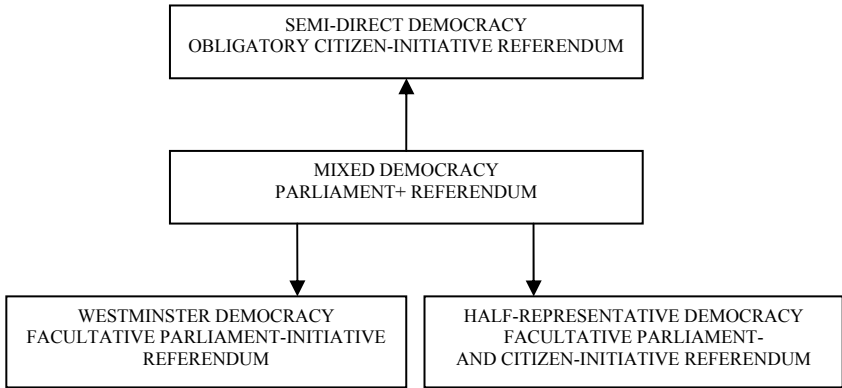 SEMI-DIRECT DEMOCRACY
OBLIGATORY CITIZEN-INITIATIVE REFERENDUM
MIXED DEMOCRACY
PARLIAMENT+ REFERENDUM
WESTMINSTER DEMOCRACY
FACULTATIVE PARLIAMENT-INITIATIVE
REFERENDUM
HALF-REPRESENTATIVE DEMOCRACY
FACULTATIVE PARLIAMENT-
AND CITIZEN-INITIATIVE REFERENDUM